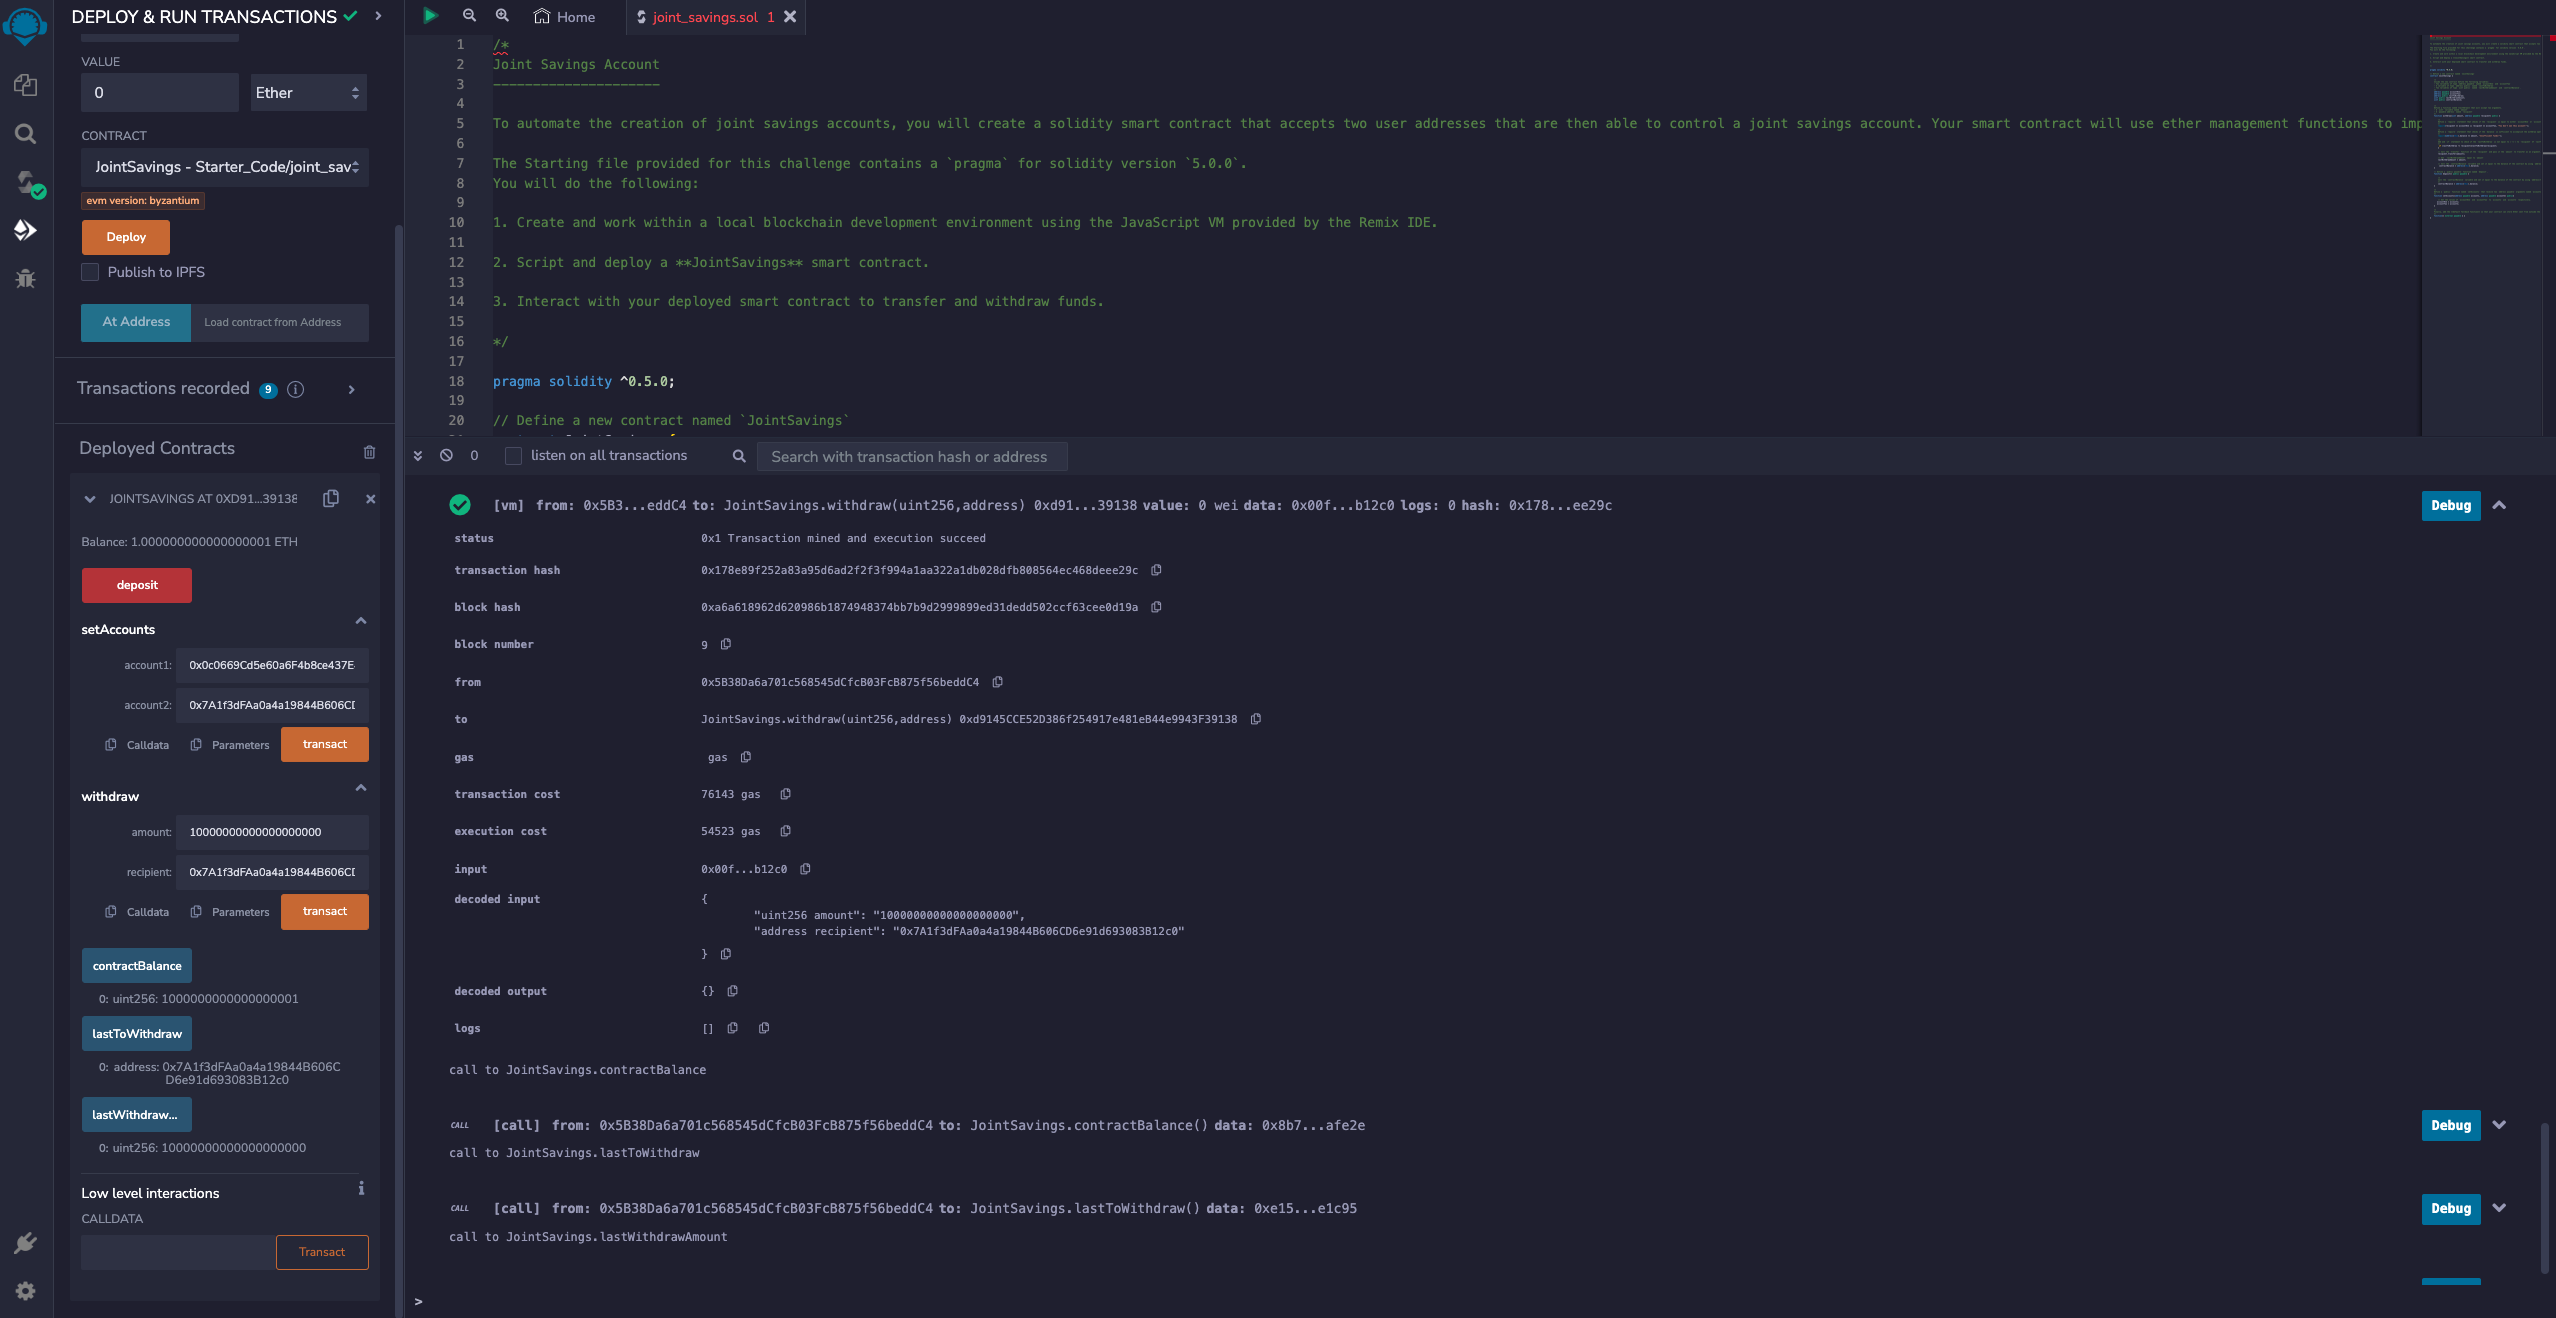 DEPLOY & RUN TRANSACTIONS
VALUE
0
Ether
CONTRACT
JointSavings - Starter_Code/joint_sav
evm version: byzantium
Deploy
Publish to IPFS
At Address
Load contract from Address
Transactions recorded 9
Deployed Contracts
JOINTSAVINGS AT 0XD91...39138
Balance: 1.000000000000000001 ETH
deposit
setAccounts
account1: 0x0c0669Cd5e60a6F4b8ce437E
account2: 0x7A1f3dFAa0a4a19844B606CD
Calldata Parameters transact
withdraw
amount: 10000000000000000000
recipient: 0x7A1f3dFAa0a4a19844B606CD
Calldata Parameters transact
contractBalance
0: uint256: 1000000000000000001
lastToWithdraw
0: address: 0x7A1f3dFAa0a4a19844B606C
D6e91d693083B12c0
lastWithdraw...
0: uint256: 10000000000000000000
Low level interactions
CALLDATA
Transact
Home
joint_savings.sol 1
1 /*
2 Joint Savings Account
3 ---------------------
4
5 To automate the creation of joint savings accounts, you will create a solidity smart contract that accepts two user addresses that are then able to control a joint savings account. Your smart contract will use ether management functions to imp
6
7 The Starting file provided for this challenge contains a `pragma` for solidity version `5.0.0`.
8 You will do the following:
9
10 1. Create and work within a local blockchain development environment using the JavaScript VM provided by the Remix IDE.
11
12 2. Script and deploy a **JointSavings** smart contract.
13
14 3. Interact with your deployed smart contract to transfer and withdraw funds.
15
16 */
17
18 pragma solidity ^0.5.0;
19
20 // Define a new contract named `JointSavings`
0
listen on all transactions
Search with transaction hash or address
[vm] from: 0x5B3...eddC4 to: JointSavings.withdraw(uint256,address) 0xd91...39138 value: 0 wei data: 0x00f...b12c0 logs: 0 hash: 0x178...ee29c
Debug
status 0x1 Transaction mined and execution succeed
transaction hash 0x178e89f252a83a95d6ad2f2f3f994a1aa322a1db028dfb808564ec468deee29c
block hash 0xa6a618962d620986b1874948374bb7b9d2999899ed31dedd502ccf63cee0d19a
block number 9
from 0x5B38Da6a701c568545dCfcB03FcB875f56beddC4
to JointSavings.withdraw(uint256,address) 0xd9145CCE52D386f254917e481eB44e9943F39138
gas gas
transaction cost 76143 gas
execution cost 54523 gas
input 0x00f...b12c0
decoded input {
"uint256 amount": "10000000000000000000",
"address recipient": "0x7A1f3dFAa0a4a19844B606CD6e91d693083B12c0"
}
decoded output {}
logs []
call to JointSavings.contractBalance
CALL [call] from: 0x5B38Da6a701c568545dCfcB03FcB875f56beddC4 to: JointSavings.contractBalance() data: 0x8b7...afe2e
Debug
call to JointSavings.lastToWithdraw
CALL [call] from: 0x5B38Da6a701c568545dCfcB03FcB875f56beddC4 to: JointSavings.lastToWithdraw() data: 0xe15...e1c95
Debug
call to JointSavings.lastWithdrawAmount
>